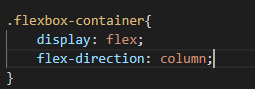 .flexbox-container{
    display: flex;
    flex-direction: column;
}